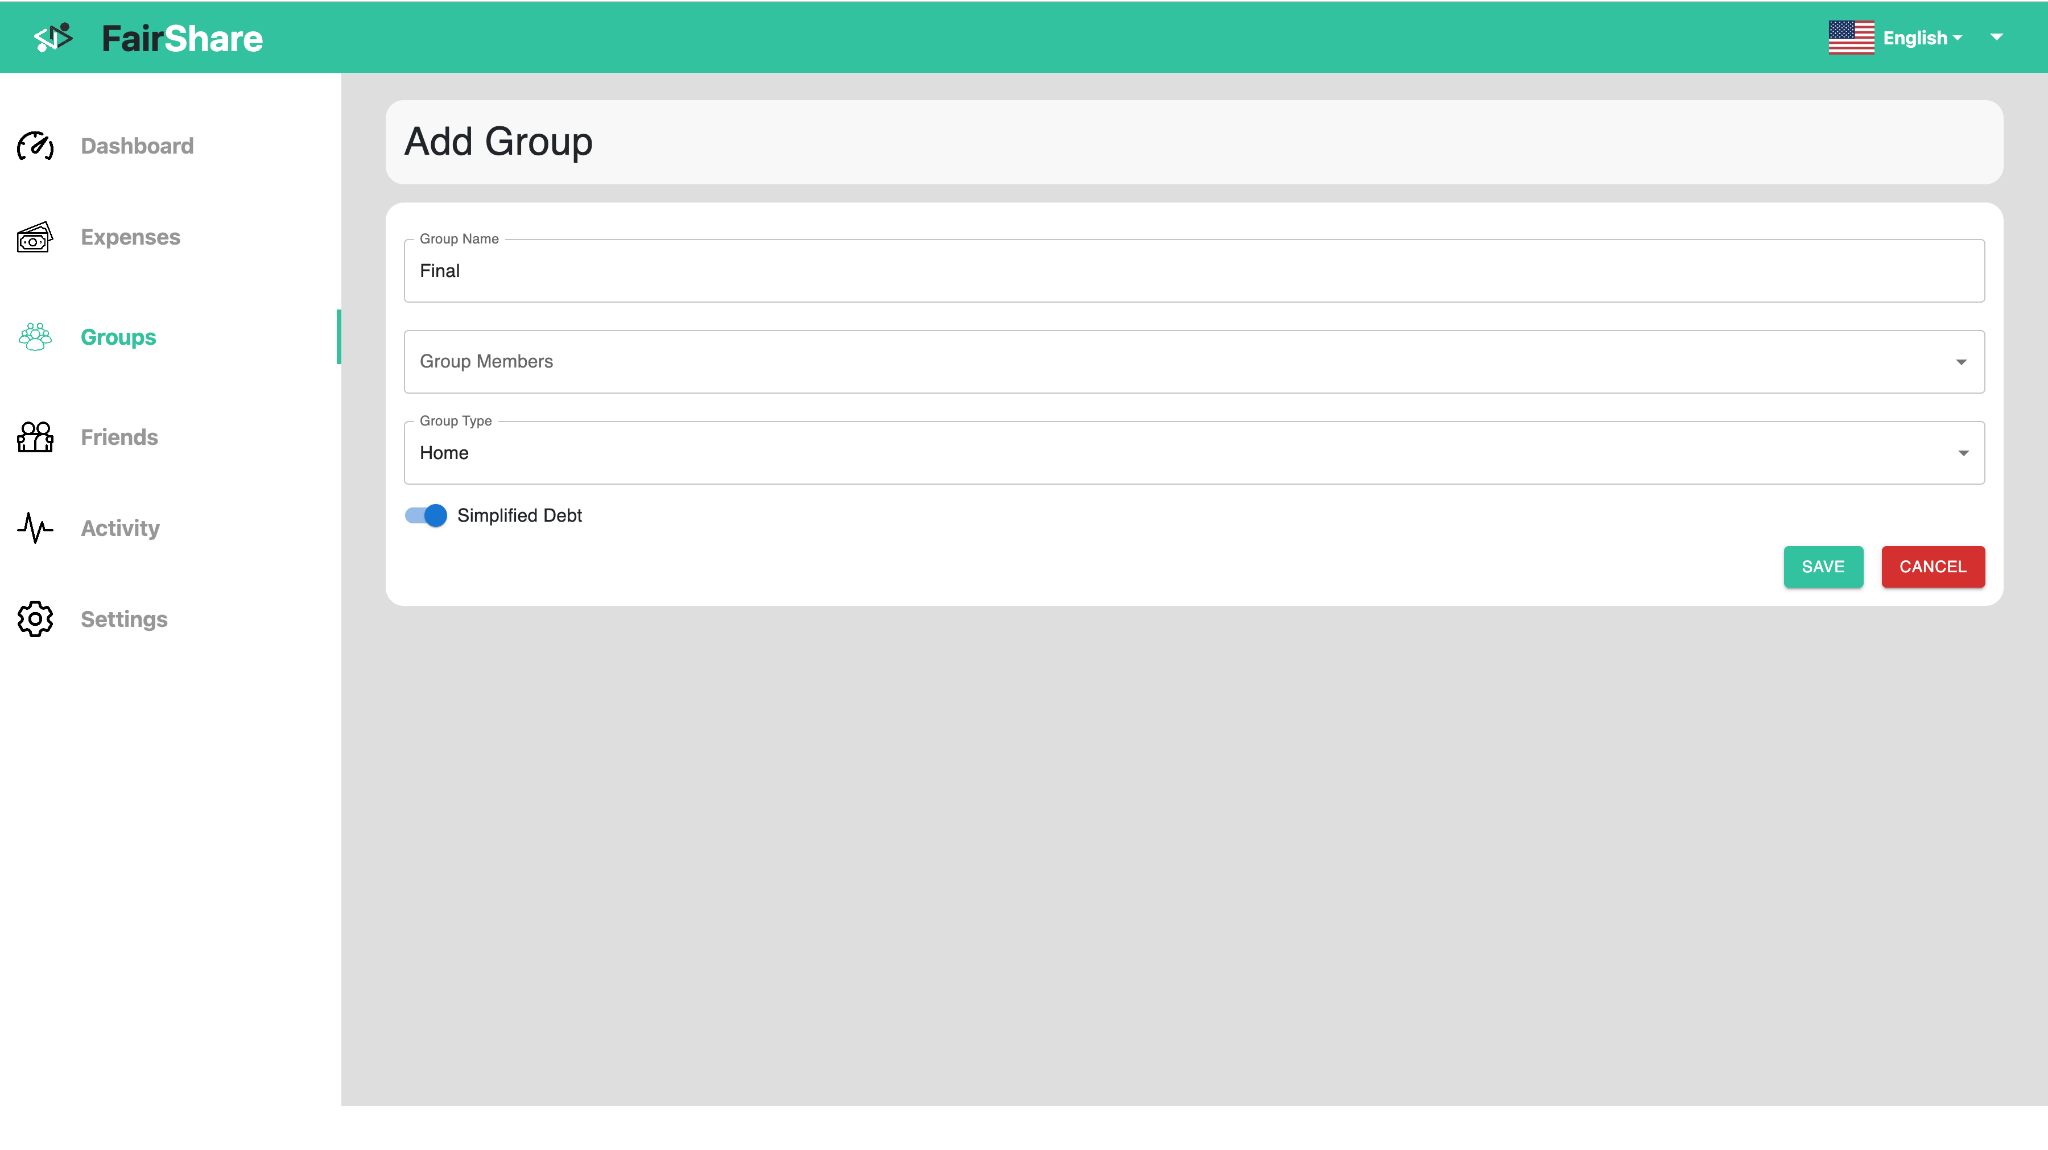 FairShare
English
Dashboard
Expenses
Groups
Friends
Activity
Settings
Add Group
Group Name
Final
Group Members
Group Type
Home
Simplified Debt
SAVE
CANCEL